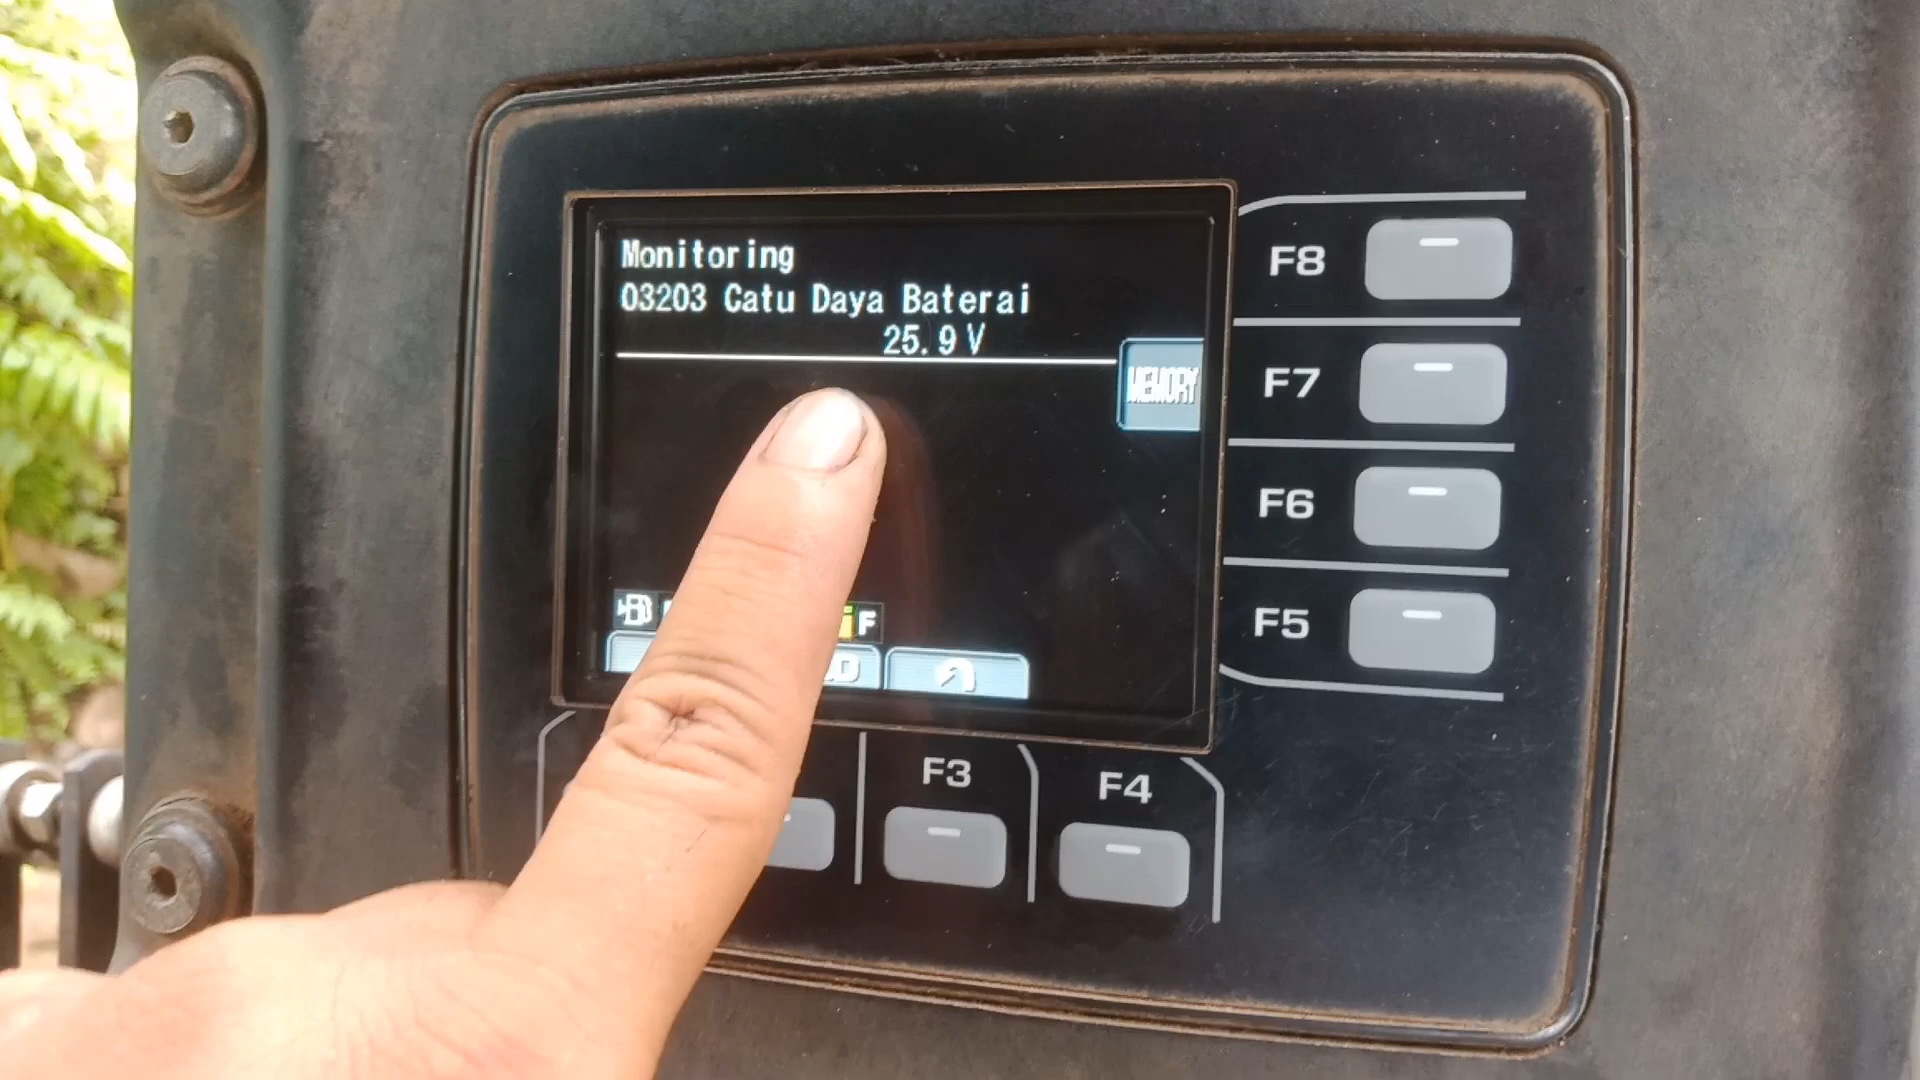 Monitoring
03203 Catu Daya Baterai
25.9 V
MEMORY
F
F8
F7
F6
F5
F3
F4